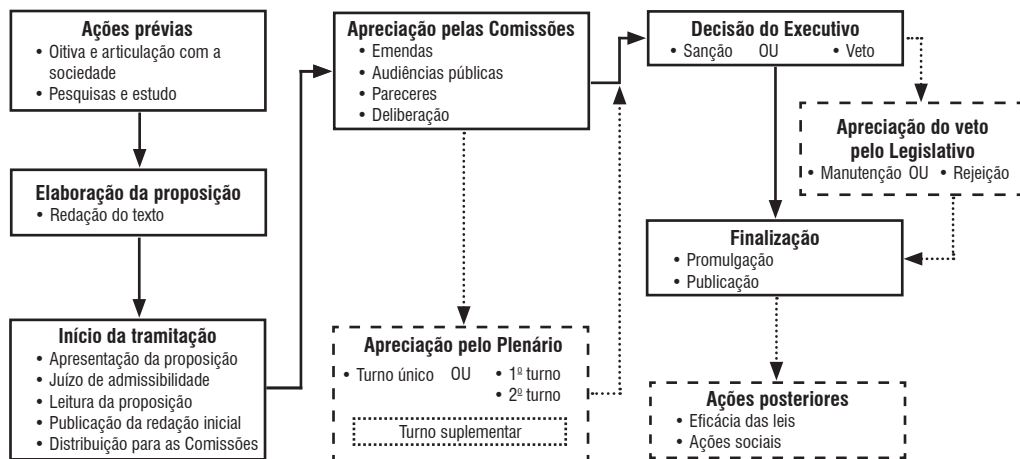 Ações prévias
• Oitiva e articulação com a
sociedade
• Pesquisas e estudo
Elaboração da proposição
• Redação do texto
Início da tramitação
• Apresentação da proposição
• Juízo de admissibilidade
• Leitura da proposição
• Publicação da redação inicial
• Distribuição para as Comissões
Apreciação pelas Comissões
• Emendas
• Audiências públicas
• Pareceres
• Deliberação
Apreciação pelo Plenário
• Turno único OU • 1º turno
• 2º turno
Turno suplementar
Decisão do Executivo
• Sanção OU • Veto
Apreciação do veto
pelo Legislativo
• Manutenção OU • Rejeição
Finalização
• Promulgação
• Publicação
Ações posteriores
• Eficácia das leis
• Ações sociais